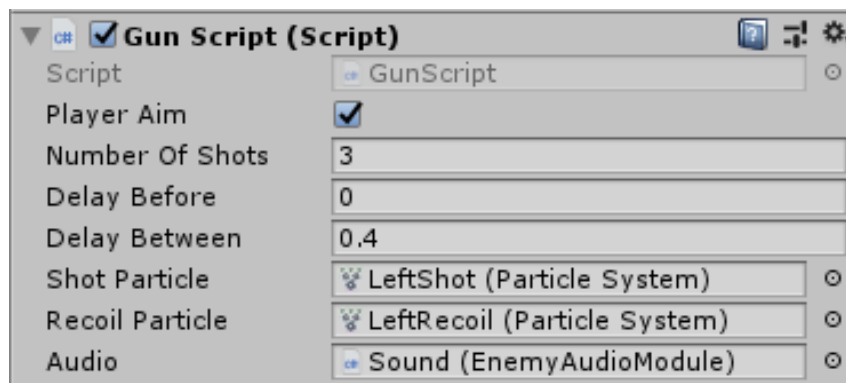 Gun Script (Script)
Script GunScript
Player Aim
Number Of Shots 3
Delay Before 0
Delay Between 0.4
Shot Particle LeftShot (Particle System)
Recoil Particle LeftRecoil (Particle System)
Audio Sound (EnemyAudioModule)